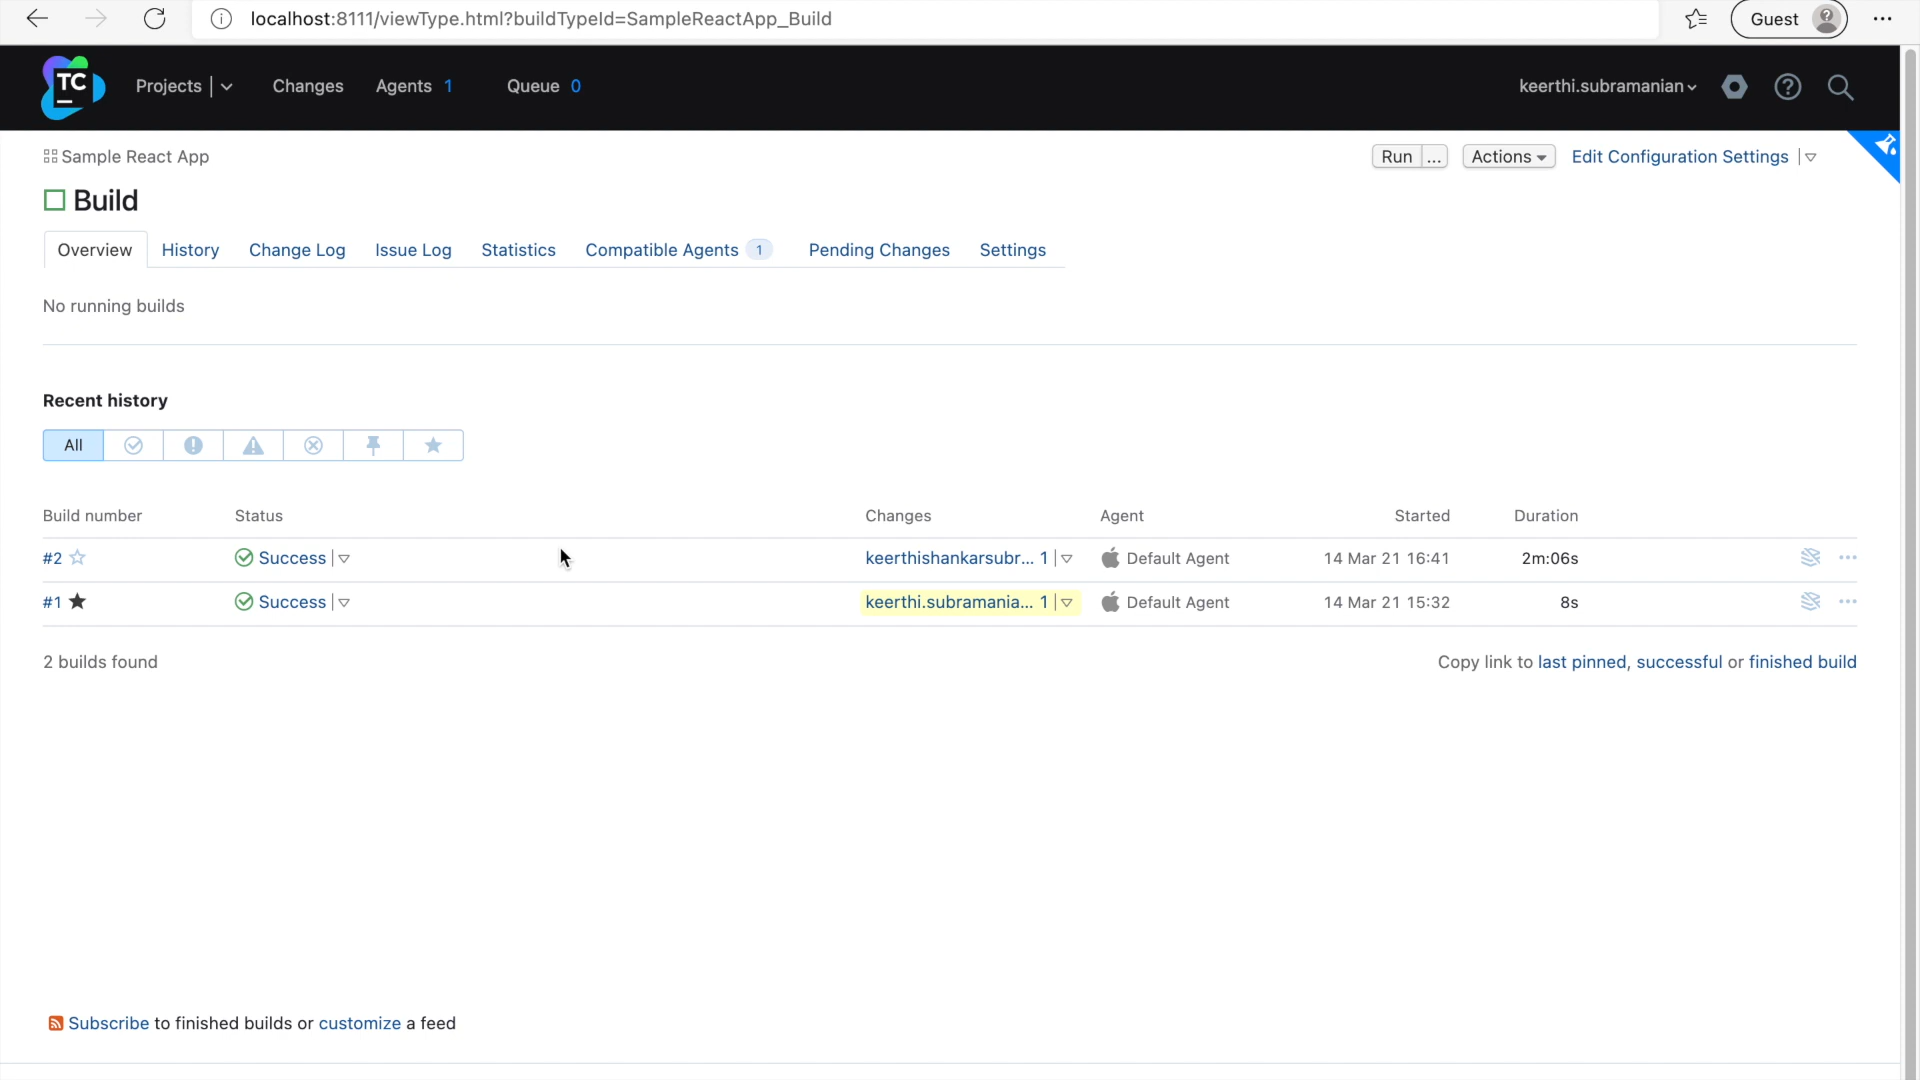 localhost:8111/viewType.html?buildTypeId=SampleReactApp_Build Guest
TC Projects Changes Agents 1 Queue 0 keerthi.subramanian
Sample React App Run ... Actions Edit Configuration Settings
Build
Overview History Change Log Issue Log Statistics Compatible Agents 1 Pending Changes Settings
No running builds
Recent history
All
Build number Status Changes Agent Started Duration
#2 Success keerthishankarsubr... 1 Default Agent 14 Mar 21 16:41 2m:06s
#1 Success keerthi.subramania... 1 Default Agent 14 Mar 21 15:32 8s
2 builds found Copy link to last pinned, successful or finished build
Subscribe to finished builds or customize a feed